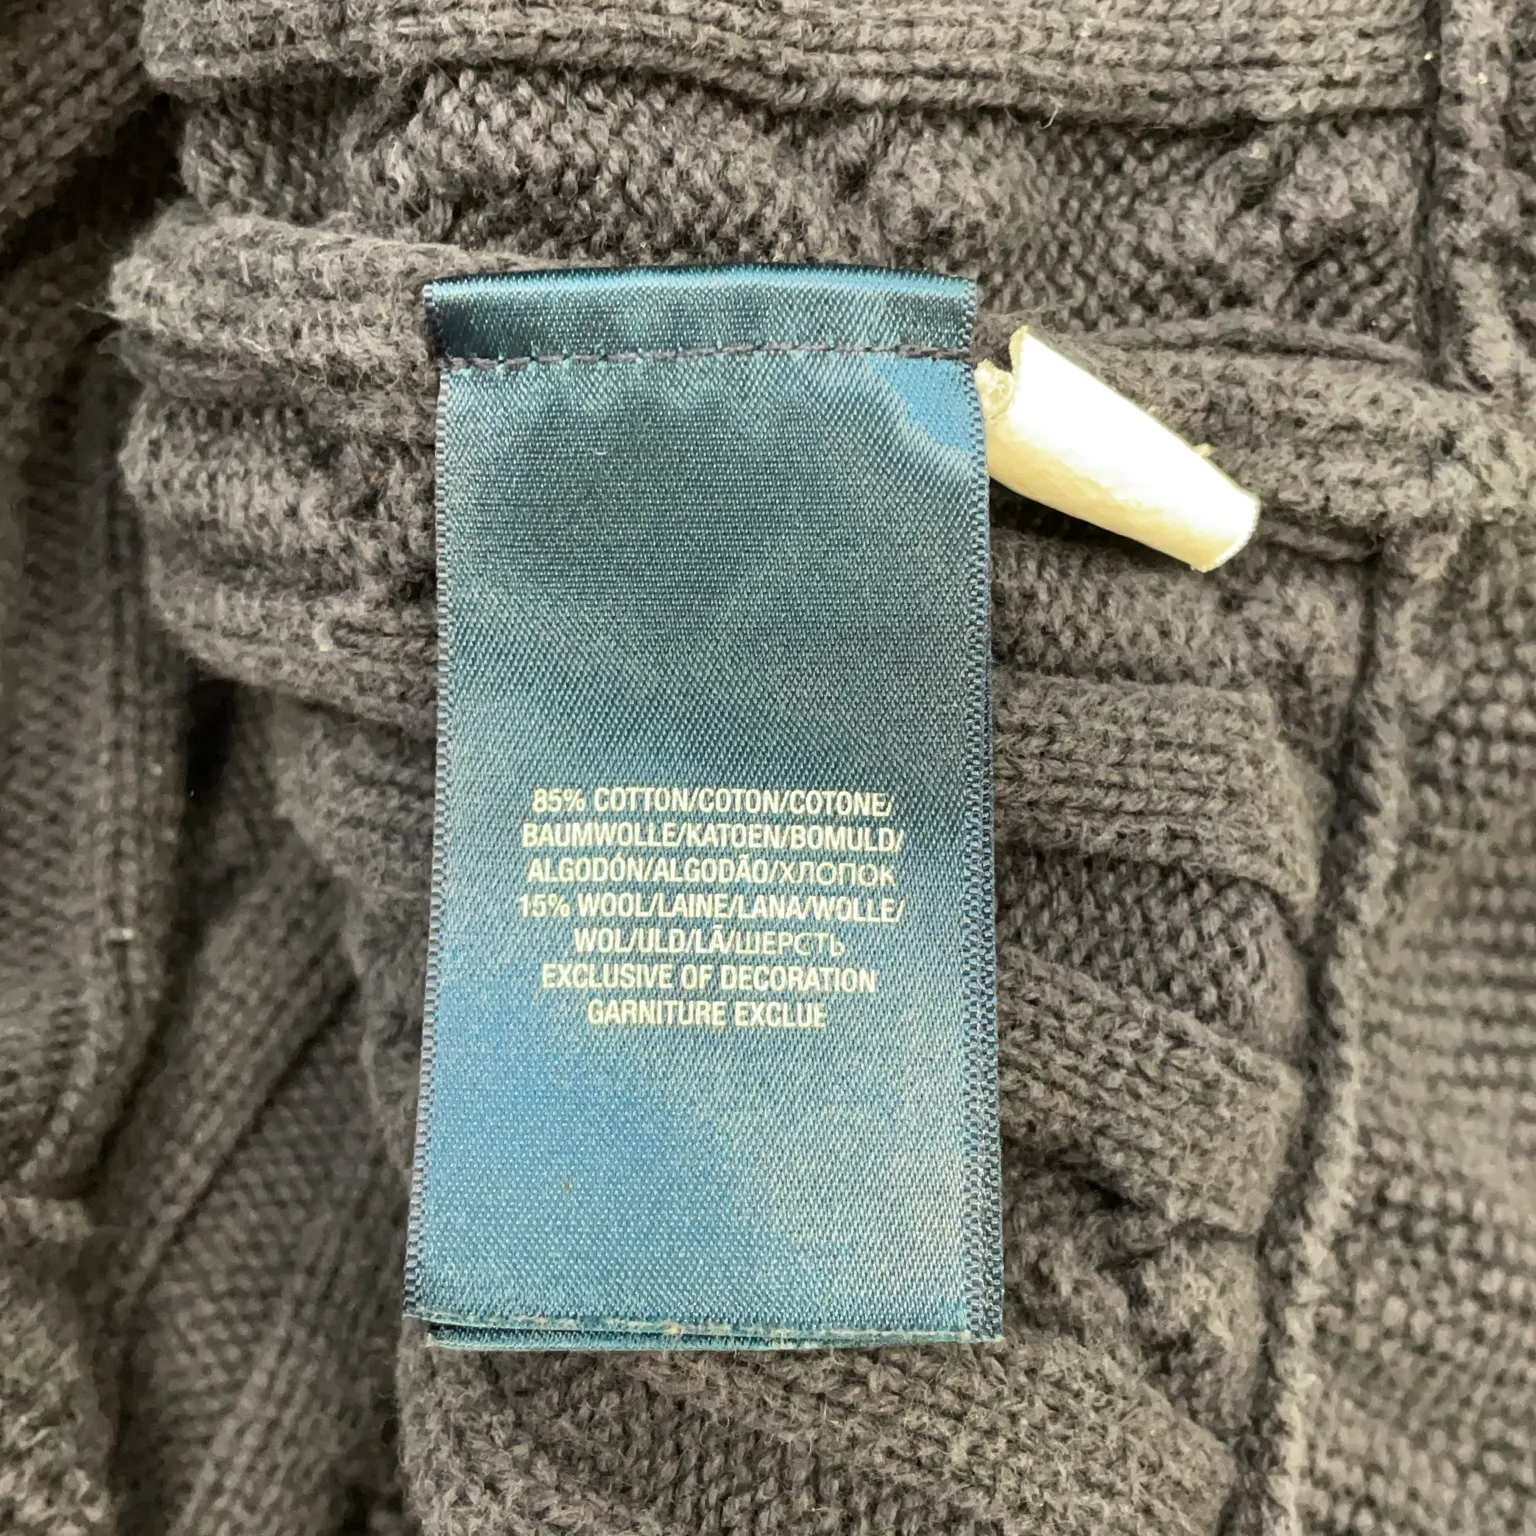 85% COTTON/COTON/COTONE/
BAUMWOLLE/KATOEN/BOMULD/
ALGODÓN/ALGODÃO/ХЛОПОК
15% WOOL/LAINE/LANA/WOLLE/
WOL/ULD/LÃ/ШЕРСТЬ
EXCLUSIVE OF DECORATION
GARNITURE EXCLUE